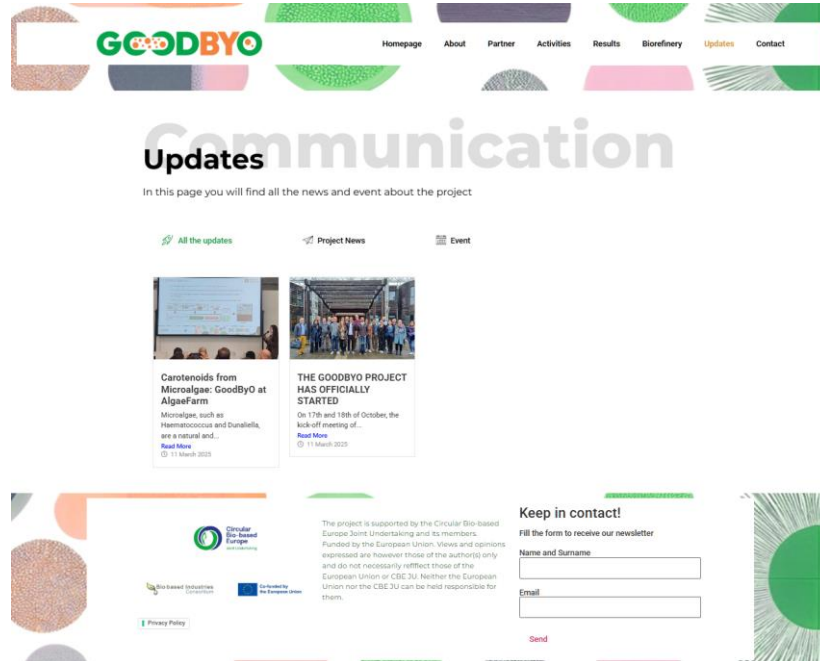 GOODBYO
Homepage About Partner Activities Results Biorefinery Updates Contact
Communication
Updates
In this page you will find all the news and event about the project
All the updates Project News Event
Carotenoids from
Microalgae: GoodByO at
AlgaeFarm
Microalgae, such as
Haematococcus and Dunaliella,
are a natural and...
Read More
11 March 2025
THE GOODBYO PROJECT
HAS OFFICIALLY
STARTED
On 17th and 18th of October, the
kick-off meeting of...
Read More
11 March 2025
Circular
Bio-based
Europe
Joint Undertaking
Bio-based Industries
Consortium
Co-funded by
the European Union
Privacy Policy
The project is supported by the Circular Bio-based
Europe Joint Undertaking and its members.
Funded by the European Union. Views and opinions
expressed are however those of the author(s) only
and do not necessarily refflect those of the
European Union or CBE JU. Neither the European
Union nor the CBE JU can be held responsible for
them.
Keep in contact!
Fill the form to receive our newsletter
Name and Surname
Email
Send